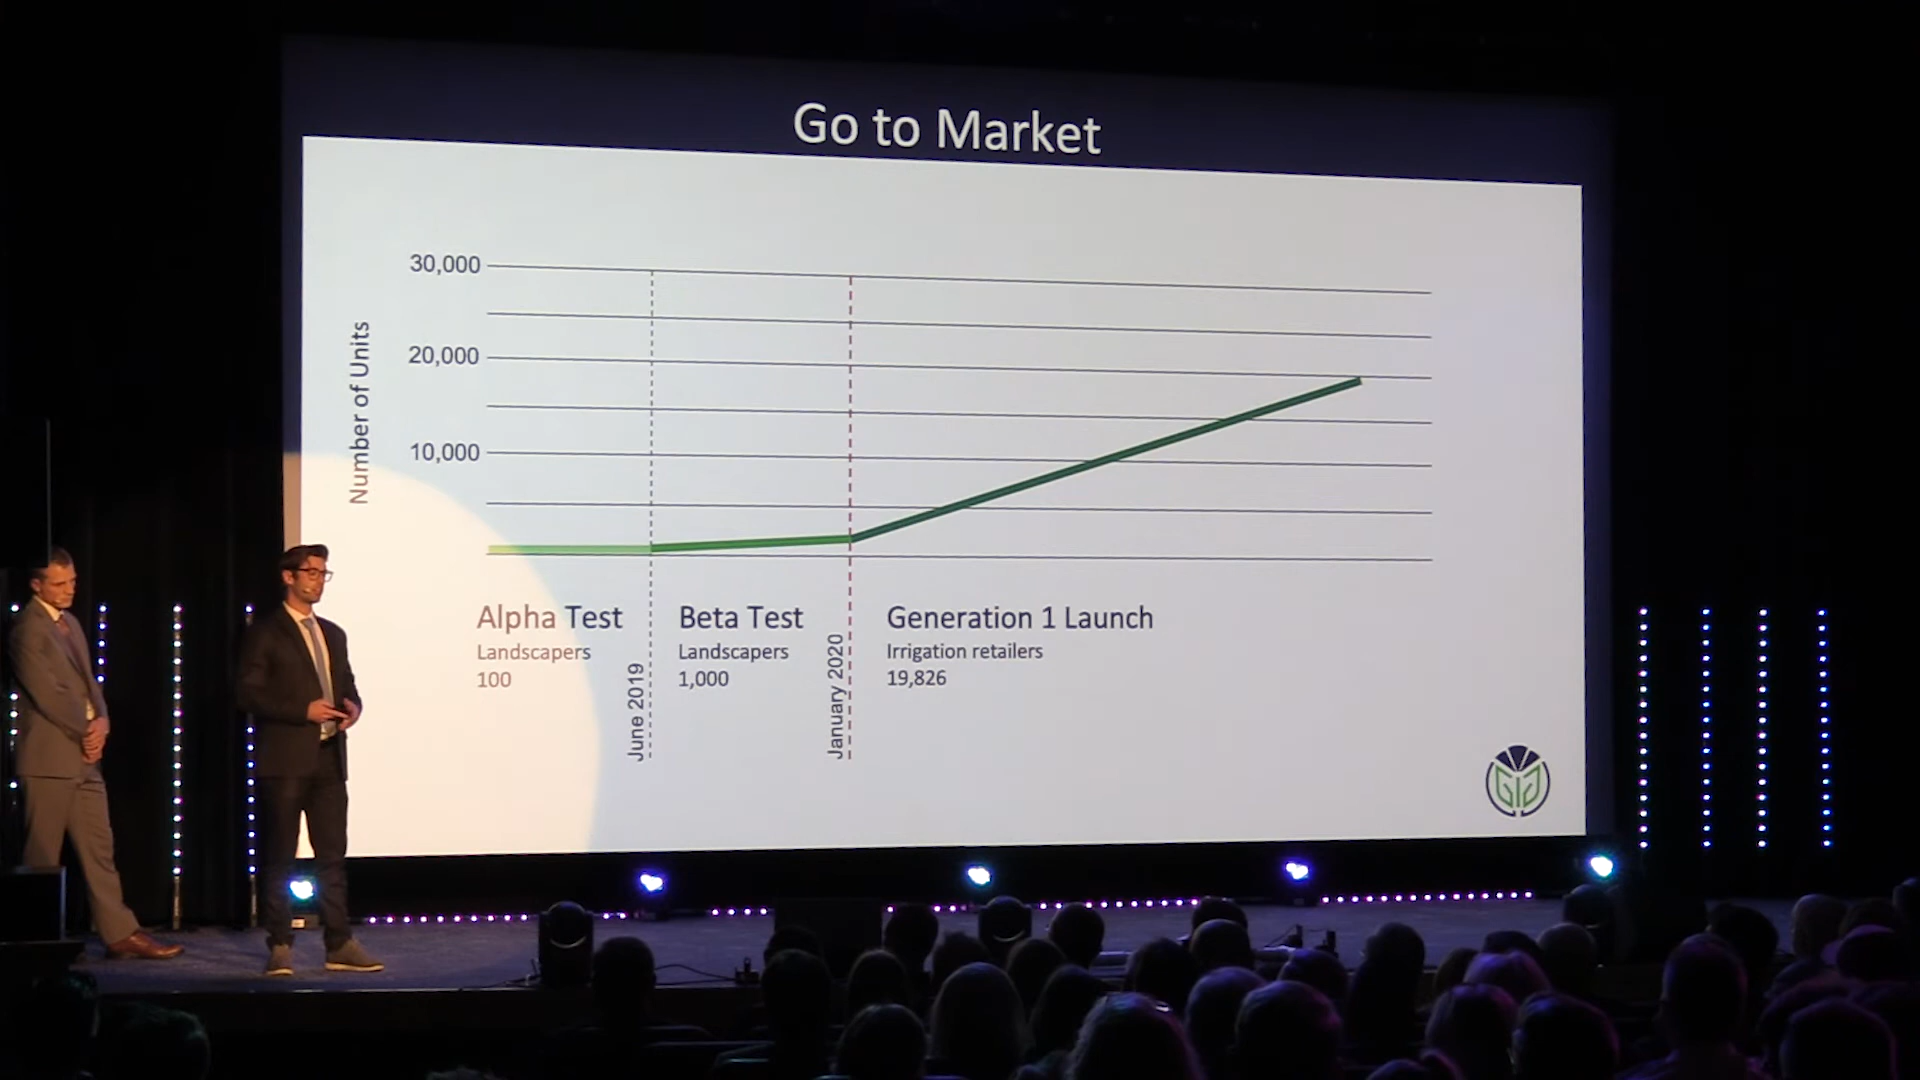 Go to Market
30,000
20,000
10,000
Number of Units
Alpha Test
Landscapers
100
June 2019
Beta Test
Landscapers
1,000
January 2020
Generation 1 Launch
Irrigation retailers
19,826